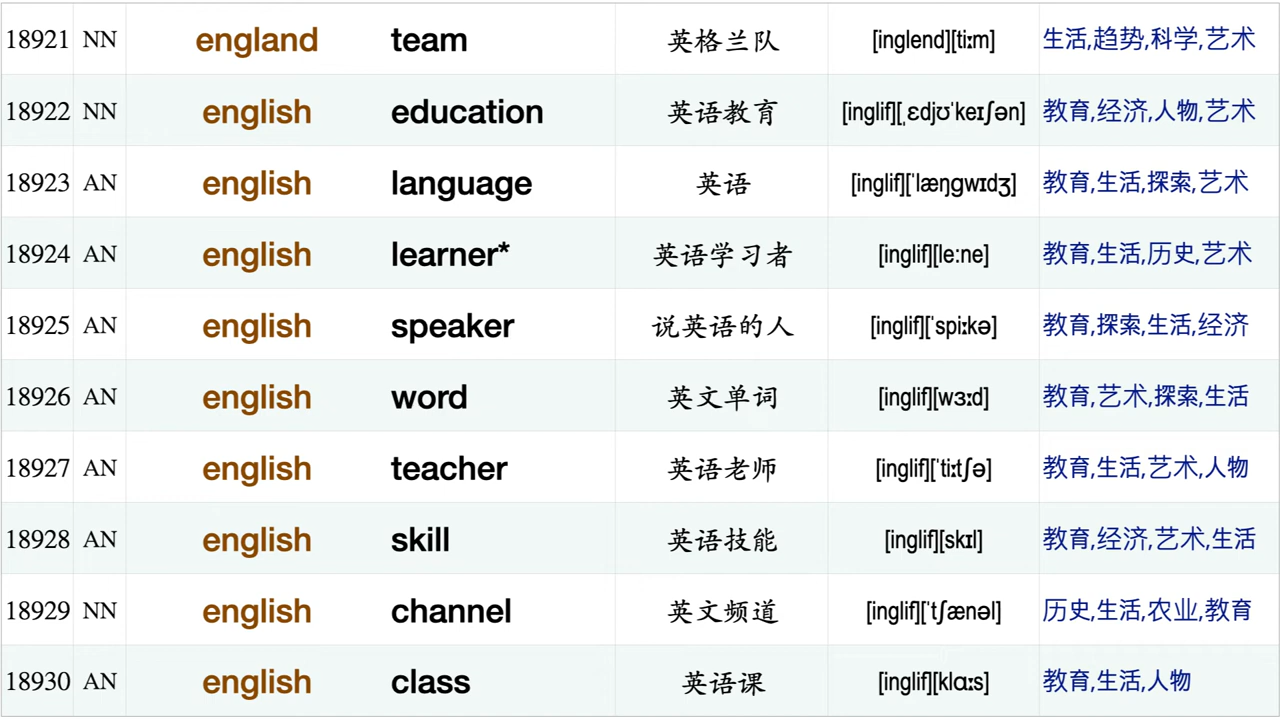 18921 NN england team 英格兰队 [inglend][tiːm] 生活,趋势,科学,艺术
18922 NN english education 英语教育 [inglif][ˌɛdjʊˈkeɪʃən] 教育,经济,人物,艺术
18923 AN english language 英语 [inglif][ˈlæŋɡwɪdʒ] 教育,生活,探索,艺术
18924 AN english learner* 英语学习者 [inglif][le:ne] 教育,生活,历史,艺术
18925 AN english speaker 说英语的人 [inglif][ˈspiːkə] 教育,探索,生活,经济
18926 AN english word 英文单词 [inglif][wɜːd] 教育,艺术,探索,生活
18927 AN english teacher 英语老师 [inglif][ˈtiːtʃə] 教育,生活,艺术,人物
18928 AN english skill 英语技能 [inglif][skɪl] 教育,经济,艺术,生活
18929 NN english channel 英文频道 [inglif][ˈtʃænəl] 历史,生活,农业,教育
18930 AN english class 英语课 [inglif][klɑːs] 教育,生活,人物